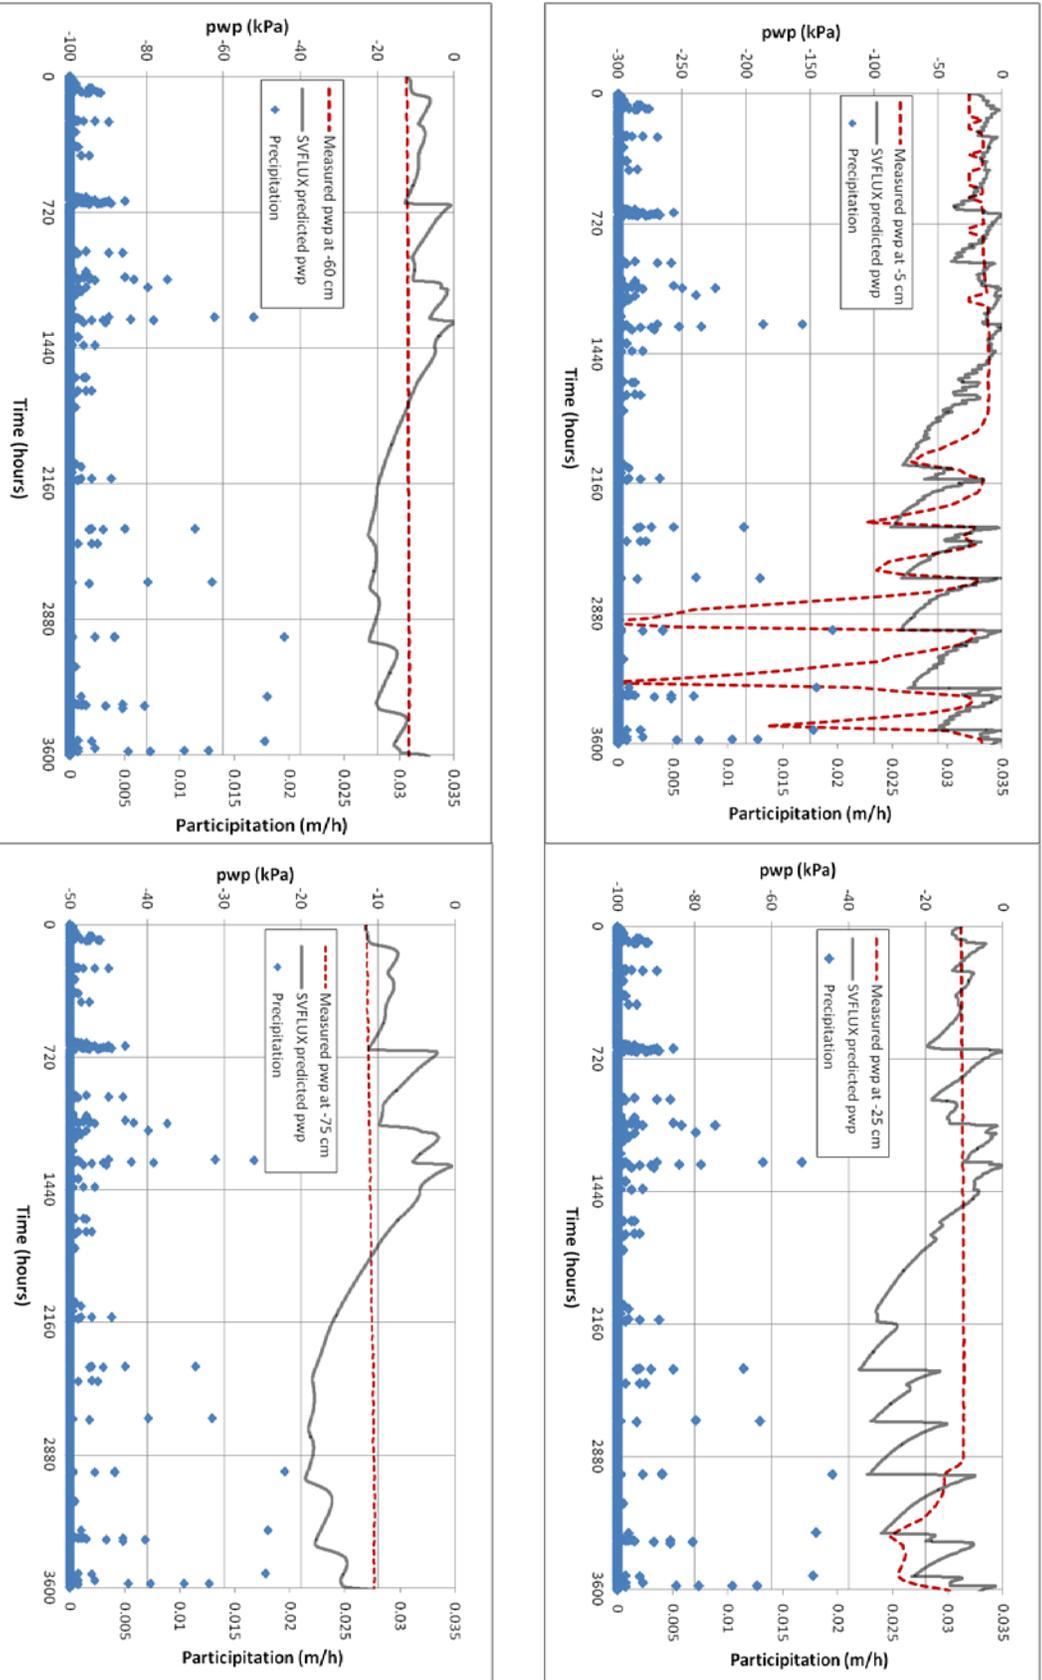 pwp (kPa)
0
-50
-100
-150
-200
-250
-300
Measured pwp at -5 cm
SVFLUX predicted pwp
Precipitation
0 720 1440 2160 2880 3600
Time (hours)
0.035
0.03
0.025
0.02
0.015
0.01
0.005
0
Participitation (m/h)
pwp (kPa)
0
-20
-40
-60
-80
-100
Measured pwp at -25 cm
SVFLUX predicted pwp
Precipitation
0 720 1440 2160 2880 3600
Time (hours)
0.035
0.03
0.025
0.02
0.015
0.01
0.005
0
Participitation (m/h)
pwp (kPa)
0
-20
-40
-60
-80
-100
Measured pwp at -60 cm
SVFLUX predicted pwp
Precipitation
0 720 1440 2160 2880 3600
Time (hours)
0.035
0.03
0.025
0.02
0.015
0.01
0.005
0
Participitation (m/h)
pwp (kPa)
0
-10
-20
-30
-40
-50
Measured pwp at -75 cm
SVFLUX predicted pwp
Precipitation
0 720 1440 2160 2880 3600
Time (hours)
0.035
0.03
0.025
0.02
0.015
0.01
0.005
0
Participitation (m/h)